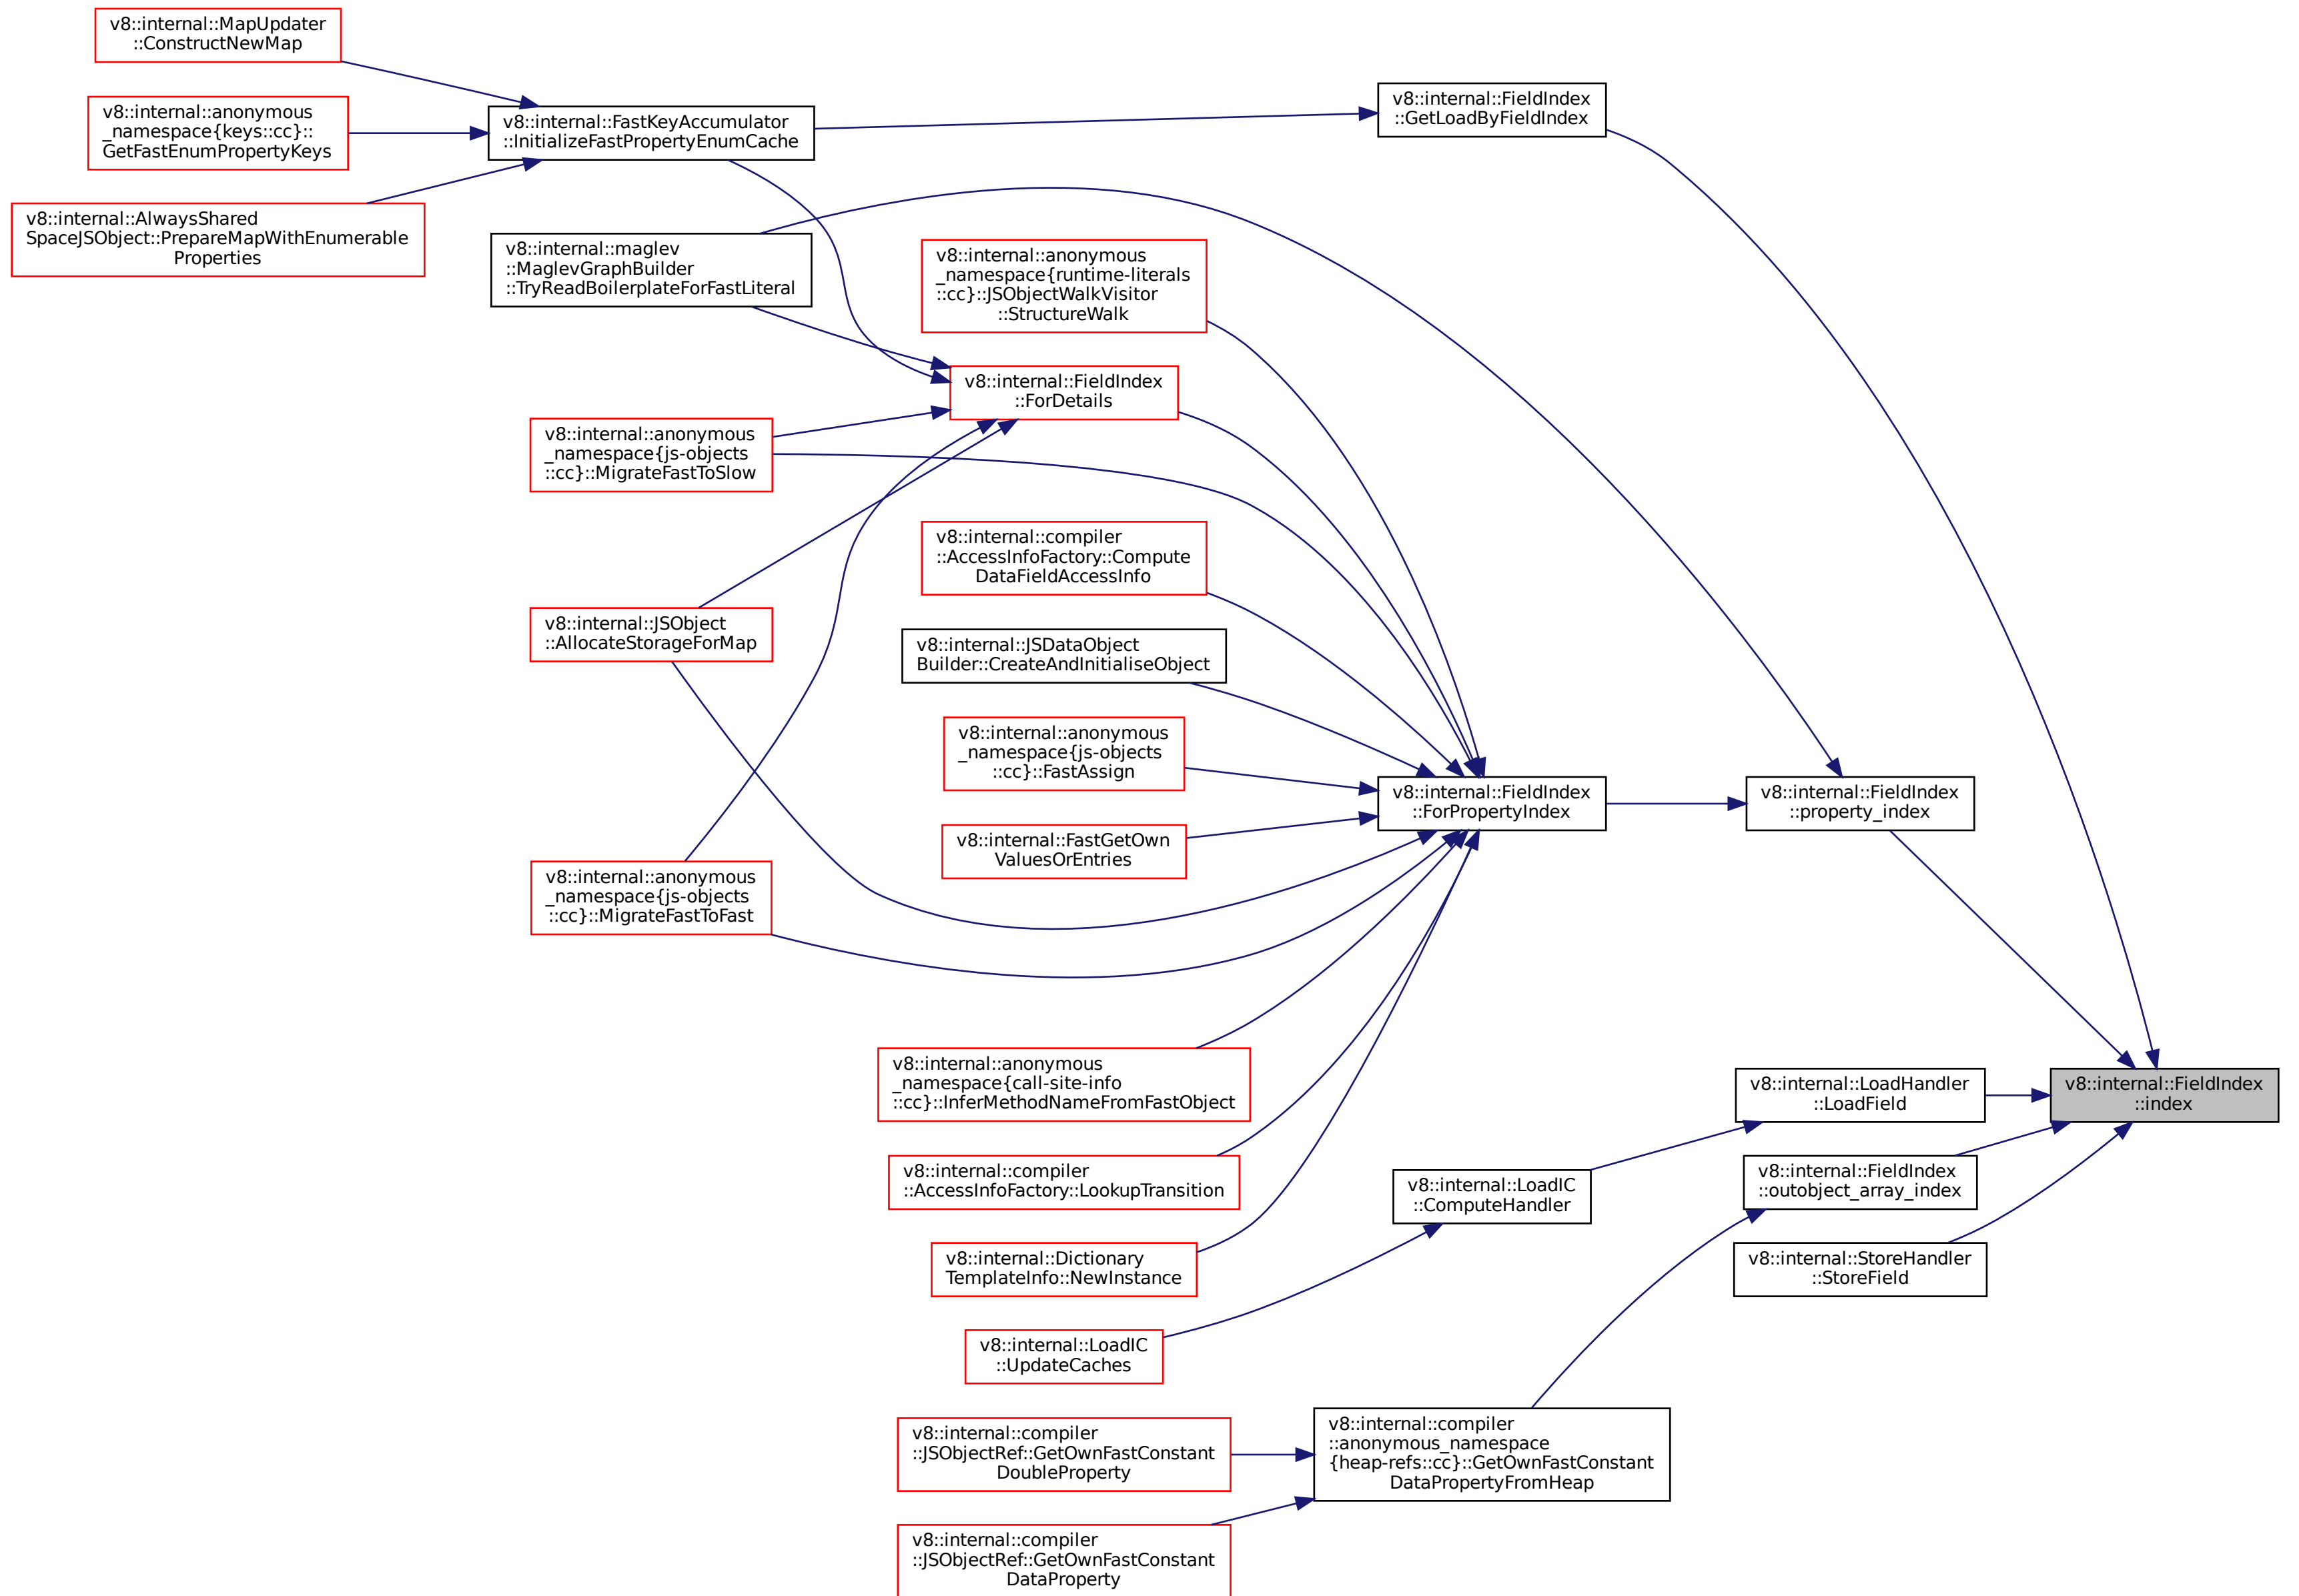 v8::internal::MapUpdater
::ConstructNewMap
v8::internal::anonymous
_namespace{keys::cc}::
GetFastEnumPropertyKeys
v8::internal::AlwaysShared
SpaceJSObject::PrepareMapWithEnumerable
Properties
v8::internal::FastKeyAccumulator
::InitializeFastPropertyEnumCache
v8::internal::FieldIndex
::GetLoadByFieldIndex
v8::internal::maglev
::MaglevGraphBuilder
::TryReadBoilerplateForFastLiteral
v8::internal::anonymous
_namespace{runtime-literals
::cc}::JSObjectWalkVisitor
::StructureWalk
v8::internal::FieldIndex
::ForDetails
v8::internal::anonymous
_namespace{js-objects
::cc}::MigrateFastToSlow
v8::internal::compiler
::AccessInfoFactory::Compute
DataFieldAccessInfo
v8::internal::JSObject
::AllocateStorageForMap
v8::internal::JSDataObject
Builder::CreateAndInitialiseObject
v8::internal::anonymous
_namespace{js-objects
::cc}::FastAssign
v8::internal::FieldIndex
::ForPropertyIndex
v8::internal::FieldIndex
::property_index
v8::internal::FastGetOwn
ValuesOrEntries
v8::internal::anonymous
_namespace{js-objects
::cc}::MigrateFastToFast
v8::internal::anonymous
_namespace{call-site-info
::cc}::InferMethodNameFromFastObject
v8::internal::LoadHandler
::LoadField
v8::internal::FieldIndex
::index
v8::internal::compiler
::AccessInfoFactory::LookupTransition
v8::internal::LoadIC
::ComputeHandler
v8::internal::FieldIndex
::outobject_array_index
v8::internal::Dictionary
TemplateInfo::NewInstance
v8::internal::StoreHandler
::StoreField
v8::internal::LoadIC
::UpdateCaches
v8::internal::compiler
::JSObjectRef::GetOwnFastConstant
DoubleProperty
v8::internal::compiler
::anonymous_namespace
{heap-refs::cc}::GetOwnFastConstant
DataPropertyFromHeap
v8::internal::compiler
::JSObjectRef::GetOwnFastConstant
DataProperty